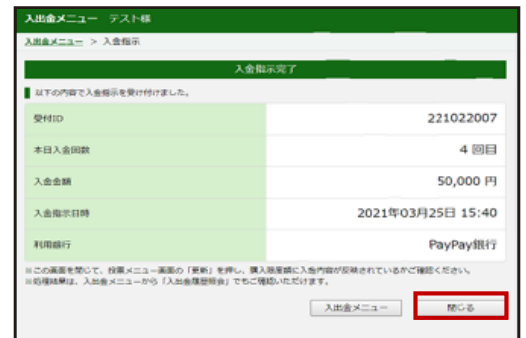 入出金メニュー テスト様
入出金メニュー > 入金指示
入金指示完了
以下の内容で入金指示を受け付けました。
受付ID 221022007
本日入金回数 4 回目
入金金額 50,000 円
入金指示日時 2021年03月25日 15:40
利用銀行 PayPay銀行
※この画面を閉じて、投票メニュー画面の「更新」を押し、購入限度額に入金内容が反映されているかご確認ください。
※処理結果は、入出金メニューから「入出金履歴照会」でもご確認いただけます。
入出金メニュー 閉じる